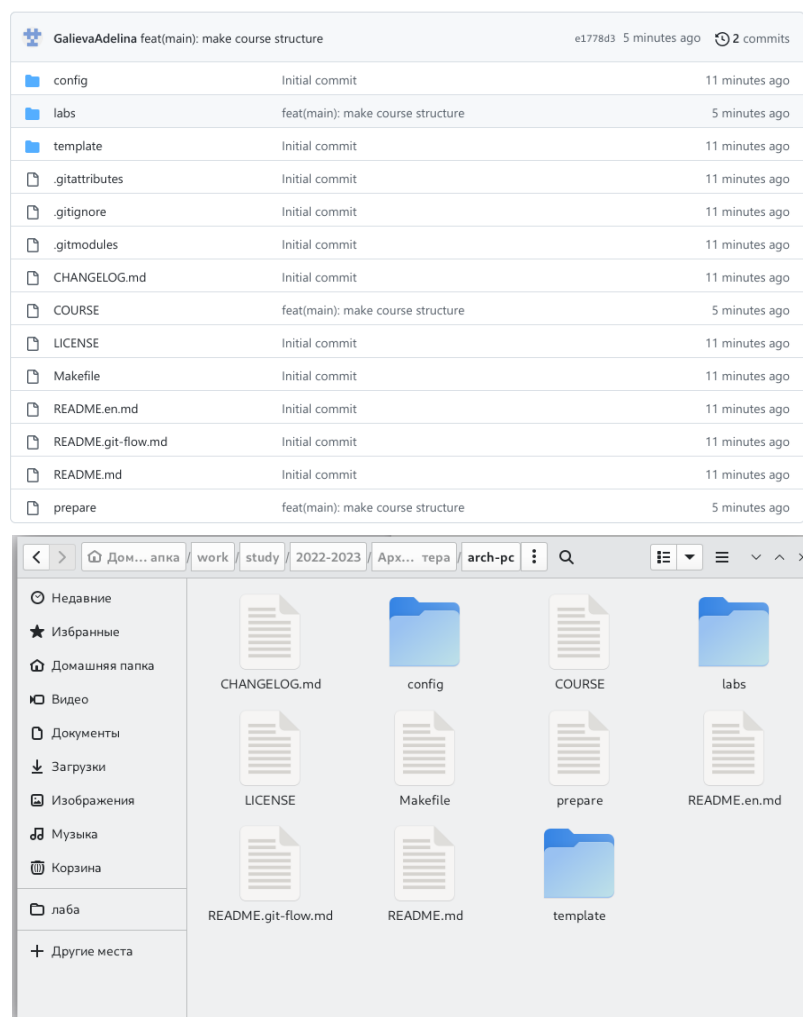 GalievaAdelina feat(main): make course structure e1778d3 5 minutes ago 2 commits
config Initial commit 11 minutes ago
labs feat(main): make course structure 5 minutes ago
template Initial commit 11 minutes ago
.gitattributes Initial commit 11 minutes ago
.gitignore Initial commit 11 minutes ago
.gitmodules Initial commit 11 minutes ago
CHANGELOG.md Initial commit 11 minutes ago
COURSE feat(main): make course structure 5 minutes ago
LICENSE Initial commit 11 minutes ago
Makefile Initial commit 11 minutes ago
README.en.md Initial commit 11 minutes ago
README.git-flow.md Initial commit 11 minutes ago
README.md Initial commit 11 minutes ago
prepare feat(main): make course structure 5 minutes ago
Дом... апка / work / study / 2022-2023 / Арх... тера / arch-pc
Недавние
Избранные
Домашняя папка
Видео
Документы
Загрузки
Изображения
Музыка
Корзина
лаба
Другие места
CHANGELOG.md config COURSE labs
LICENSE Makefile prepare README.en.md
README.git-flow.md README.md template